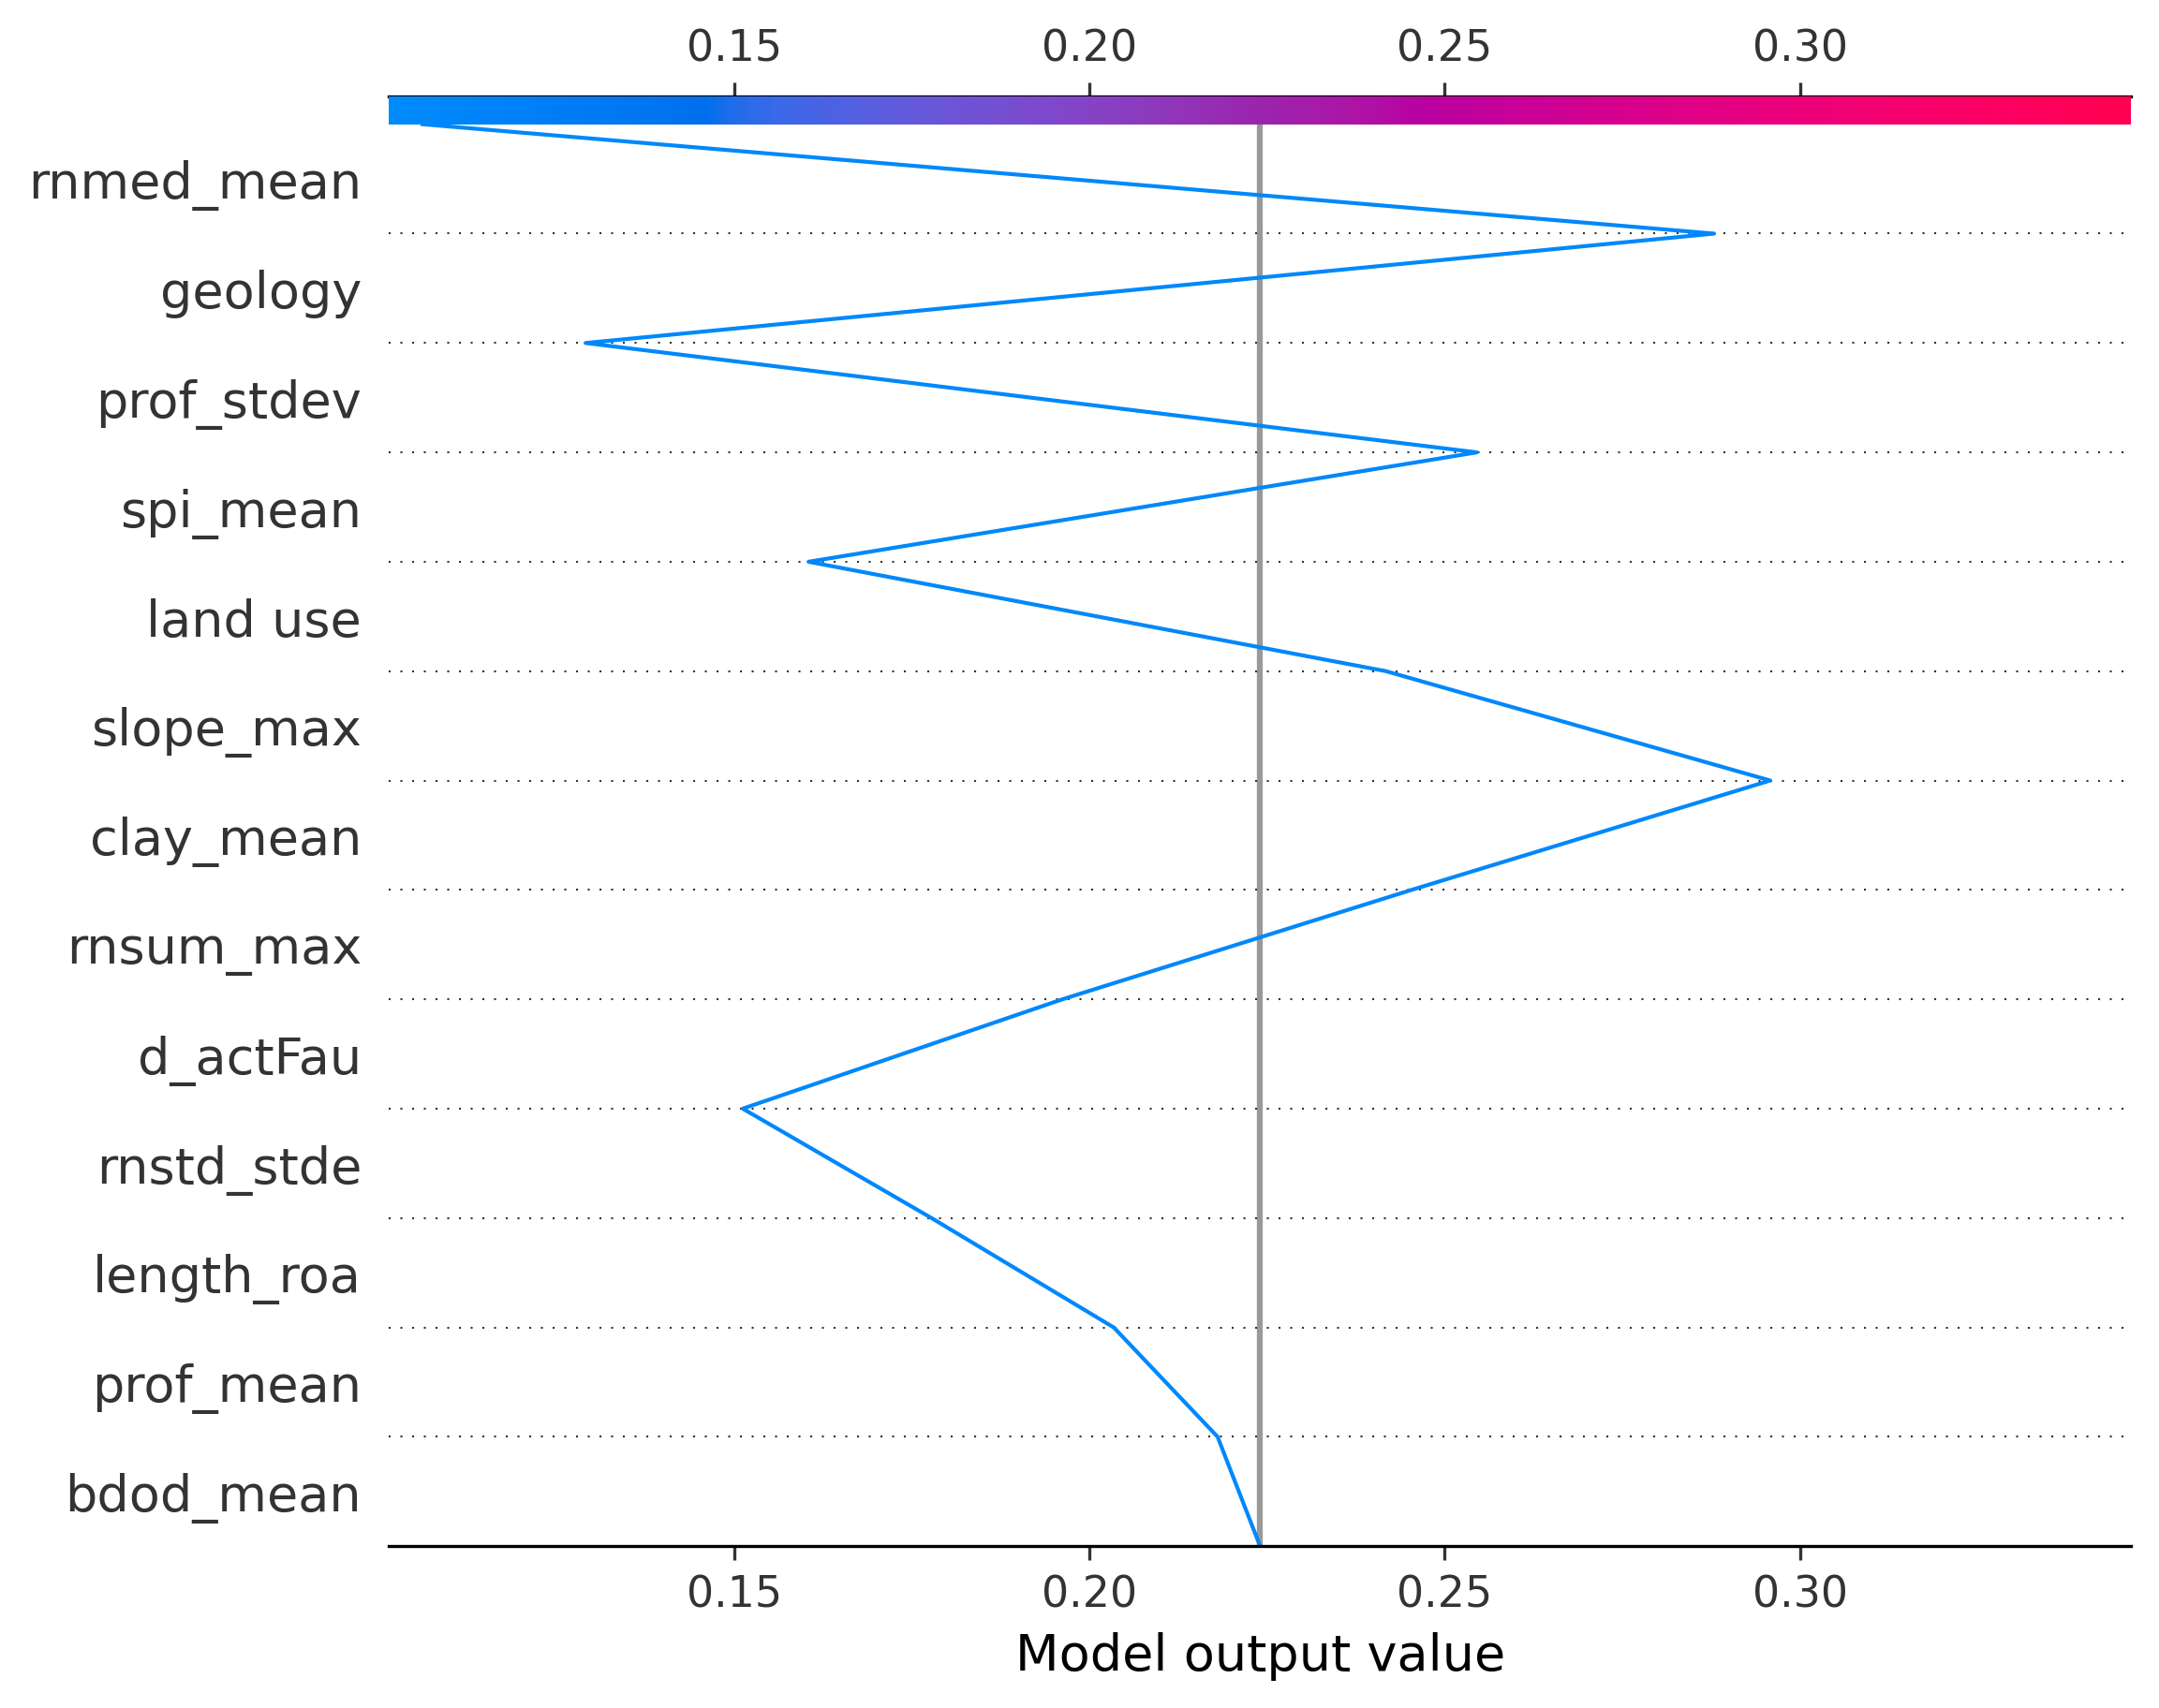 0.15 0.20 0.25 0.30
rnmed_mean
geology
prof_stdev
spi_mean
land use
slope_max
clay_mean
rnsum_max
d_actFau
rnstd_stde
length_roa
prof_mean
bdod_mean
0.15 0.20 0.25 0.30
Model output value